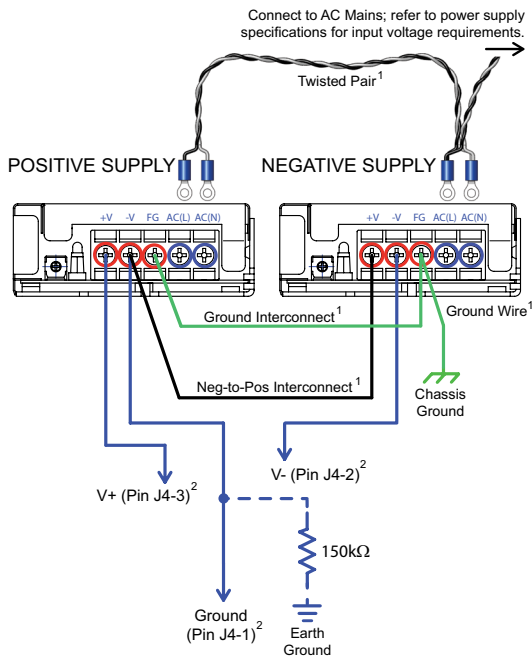 Connect to AC Mains; refer to power supply
specifications for input voltage requirements.
Twisted Pair1
POSITIVE SUPPLY
NEGATIVE SUPPLY
+V -V FG AC(L) AC(N)
+V -V FG AC(L) AC(N)
Ground Interconnect1
Ground Wire1
Neg-to-Pos Interconnect1
Chassis
Ground
V- (Pin J4-2)2
V+ (Pin J4-3)2
150kΩ
Ground
(Pin J4-1)2
Earth
Ground